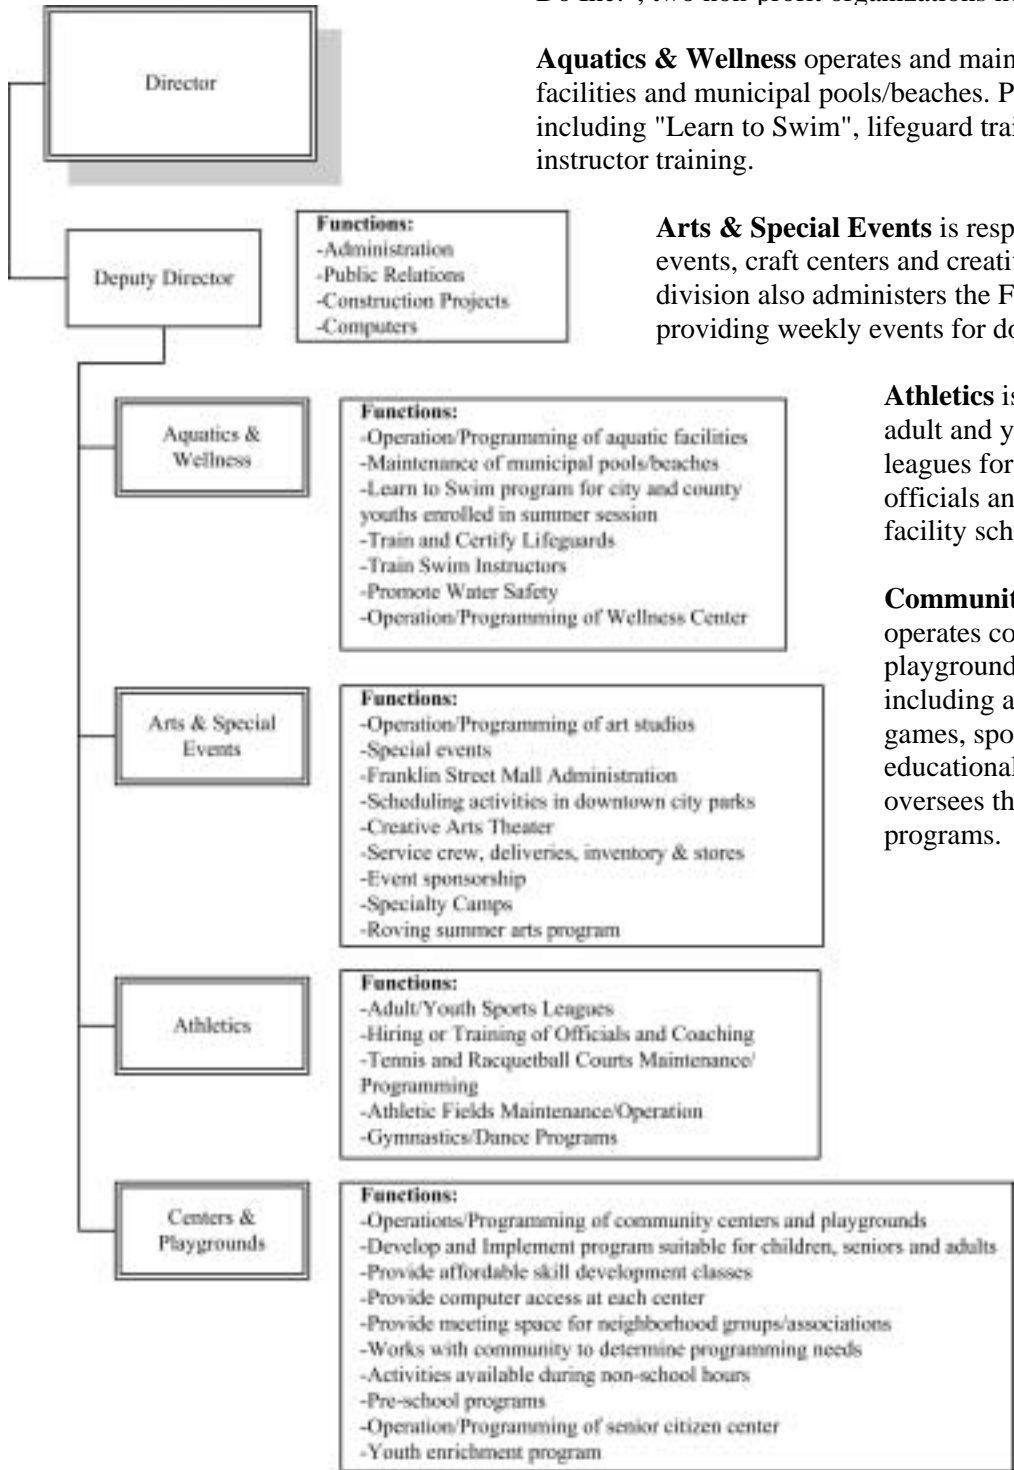 Director
Deputy Director
Functions:
-Administration
-Public Relations
-Construction Projects
-Computers
Aquatics &
Wellness
Functions:
-Operation/Programming of aquatic facilities
-Maintenance of municipal pools/beaches
-Learn to Swim program for city and county
youths enrolled in summer session
-Train and Certify Lifeguards
-Train Swim Instructors
-Promote Water Safety
-Operation/Programming of Wellness Center
Arts & Special
Events
Functions:
-Operation/Programming of art studios
-Special events
-Franklin Street Mall Administration
-Scheduling activities in downtown city parks
-Creative Arts Theater
-Service crew, deliveries, inventory & stores
-Event sponsorship
-Specialty Camps
-Roving summer arts program
Athletics
Functions:
-Adult/Youth Sports Leagues
-Hiring or Training of Officials and Coaching
-Tennis and Racquetball Courts Maintenance/
Programming
-Athletic Fields Maintenance/Operation
-Gymnastics/Dance Programs
Centers &
Playgrounds
Functions:
-Operations/Programming of community centers and playgrounds
-Develop and Implement program suitable for children, seniors and adults
-Provide affordable skill development classes
-Provide computer access at each center
-Provide meeting space for neighborhood groups/associations
-Works with community to determine programming needs
-Activities available during non-school hours
-Pre-school programs
-Operation/Programming of senior citizen center
-Youth enrichment program
two non-profit organizations
Aquatics & Wellness operates and main
facilities and municipal pools/beaches. P
including "Learn to Swim", lifeguard trai
instructor training.
Arts & Special Events is resp
events, craft centers and creativ
division also administers the F
providing weekly events for do
Athletics is
adult and y
leagues for
officials an
facility sch
Communit
operates co
playground
including a
games, spo
educational
oversees th
programs.